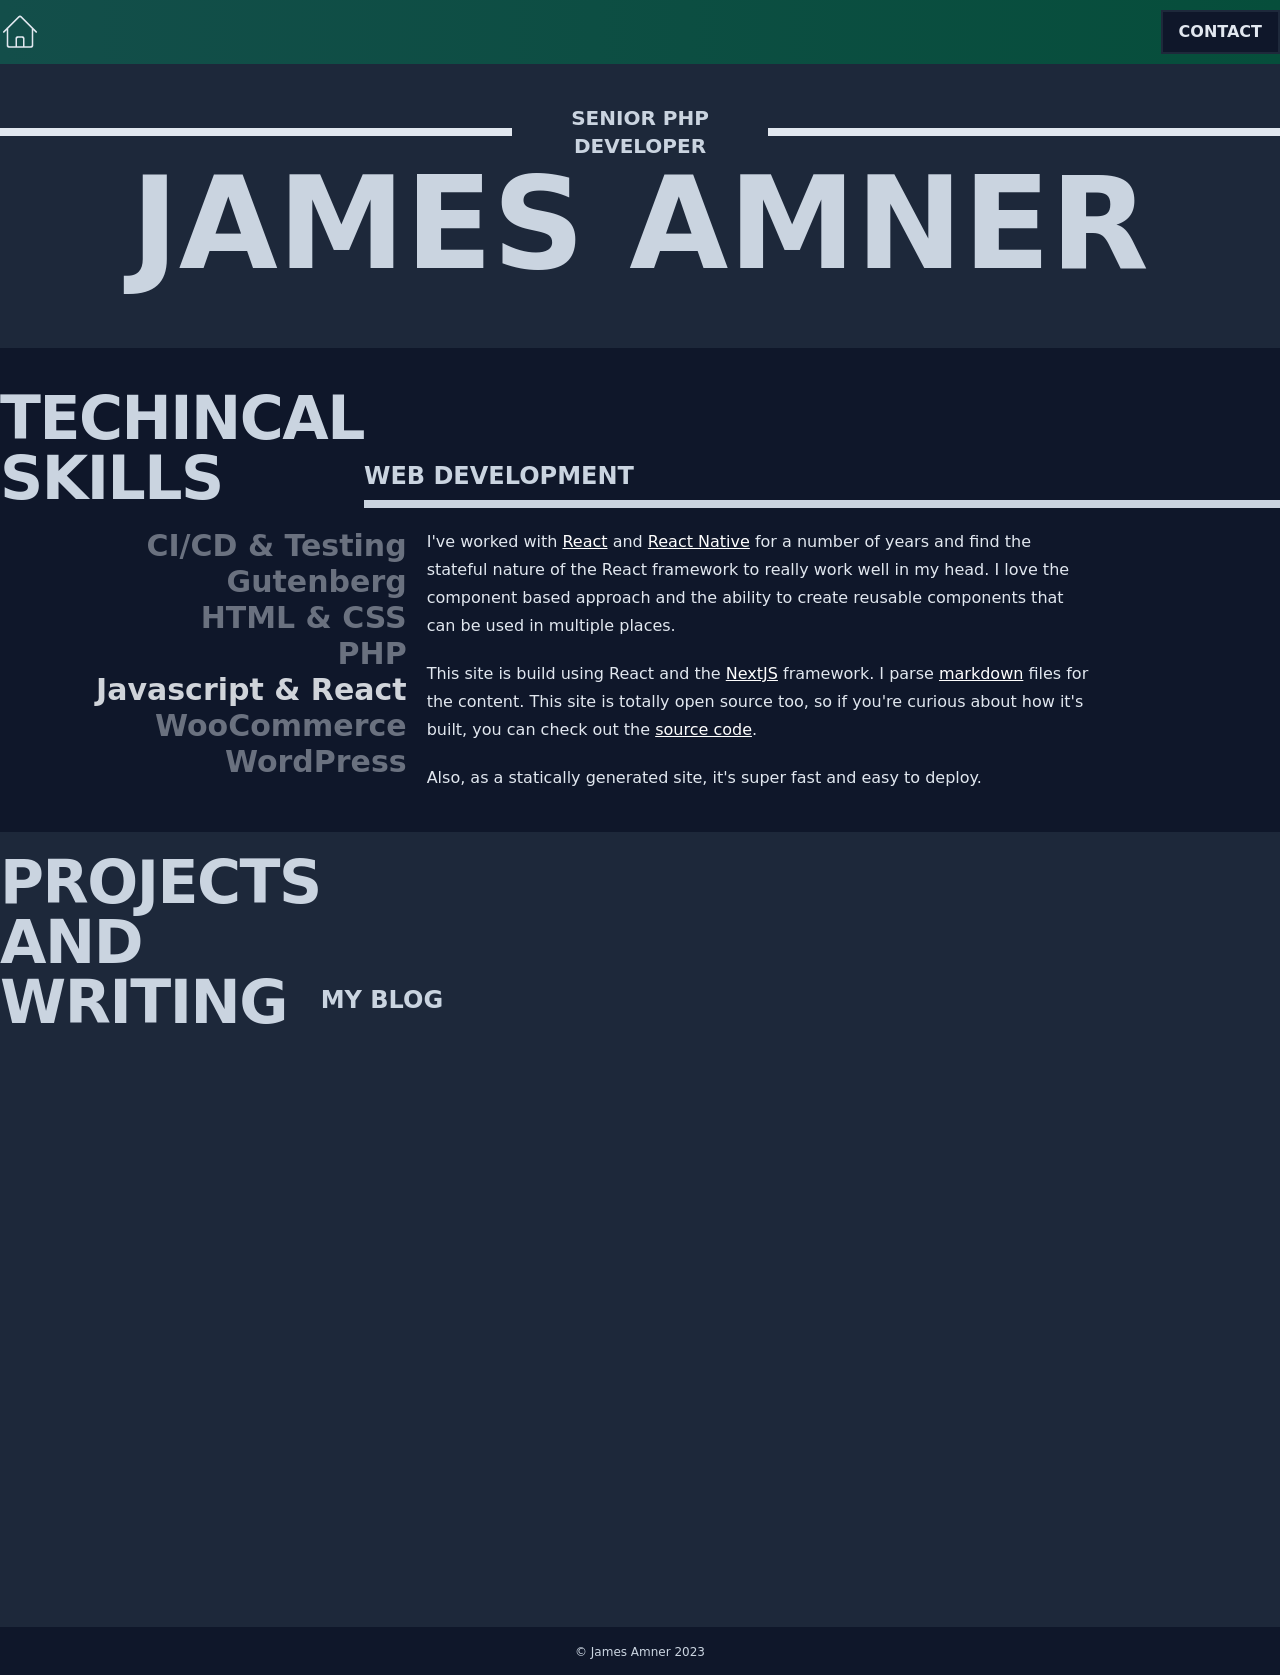 CONTACT
SENIOR PHP
DEVELOPER
JAMES AMNER
TECHINCAL
SKILLS
WEB DEVELOPMENT
CI/CD & Testing
Gutenberg
HTML & CSS
PHP
Javascript & React
WooCommerce
WordPress
I've worked with React and React Native for a number of years and find the
stateful nature of the React framework to really work well in my head. I love the
component based approach and the ability to create reusable components that
can be used in multiple places.
This site is build using React and the NextJS framework. I parse markdown files for
the content. This site is totally open source too, so if you're curious about how it's
built, you can check out the source code.
Also, as a statically generated site, it's super fast and easy to deploy.
PROJECTS
AND
WRITING
MY BLOG
© James Amner 2023